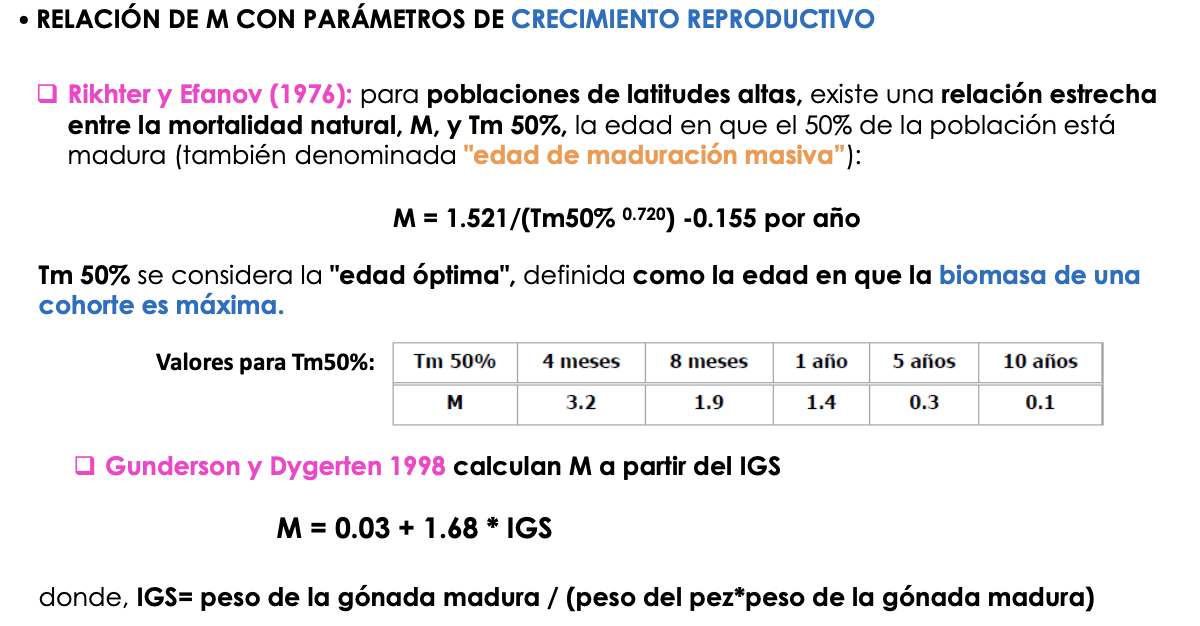 • RELACIÓN DE M CON PARÁMETROS DE CRECIMIENTO REPRODUCTIVO
❑ Rikhter y Efanov (1976): para poblaciones de latitudes altas, existe una relación estrecha
entre la mortalidad natural, M, y Tm 50%, la edad en que el 50% de la población está
madura (también denominada "edad de maduración masiva"):
M = 1.521/(Tm50% ^0.720) -0.155 por año
Tm 50% se considera la "edad óptima", definida como la edad en que la biomasa de una
cohorte es máxima.
Valores para Tm50%:
Tm 50% 4 meses 8 meses 1 año 5 años 10 años
M 3.2 1.9 1.4 0.3 0.1
❑ Gunderson y Dygerten 1998 calculan M a partir del IGS
M = 0.03 + 1.68 * IGS
donde, IGS= peso de la gónada madura / (peso del pez*peso de la gónada madura)